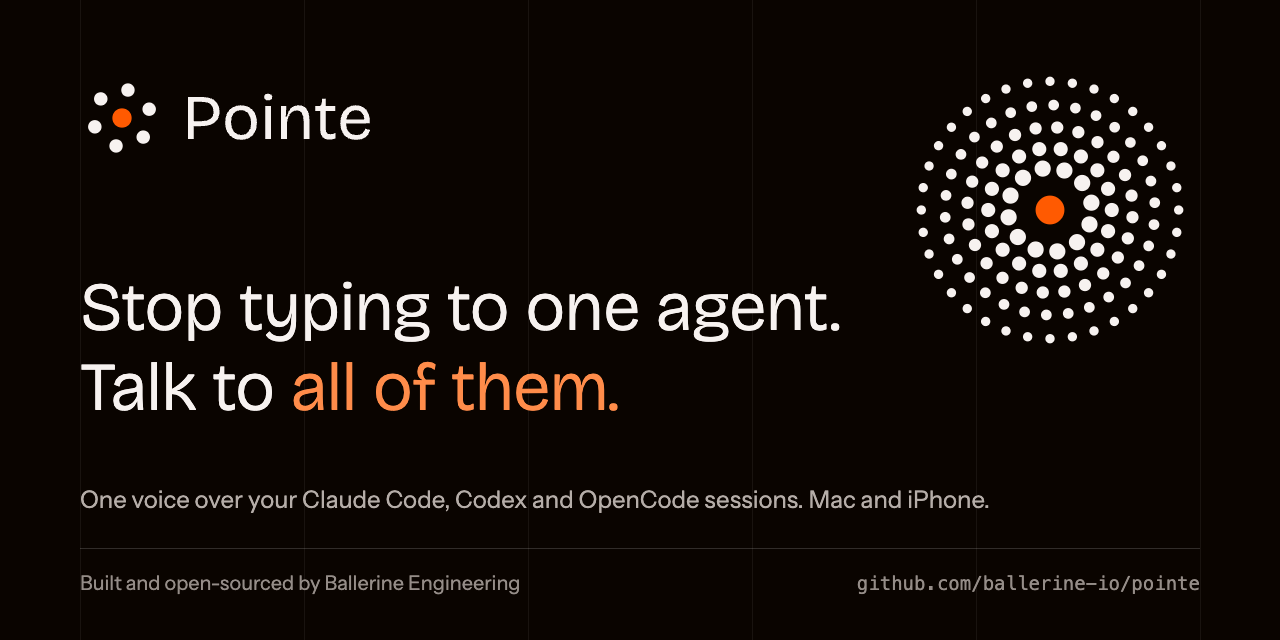 Pointe
Stop typing to one agent.
Talk to all of them.
One voice over your Claude Code, Codex and OpenCode sessions. Mac and iPhone.
Built and open-sourced by Ballerine Engineering
github.com/ballerine-io/pointe